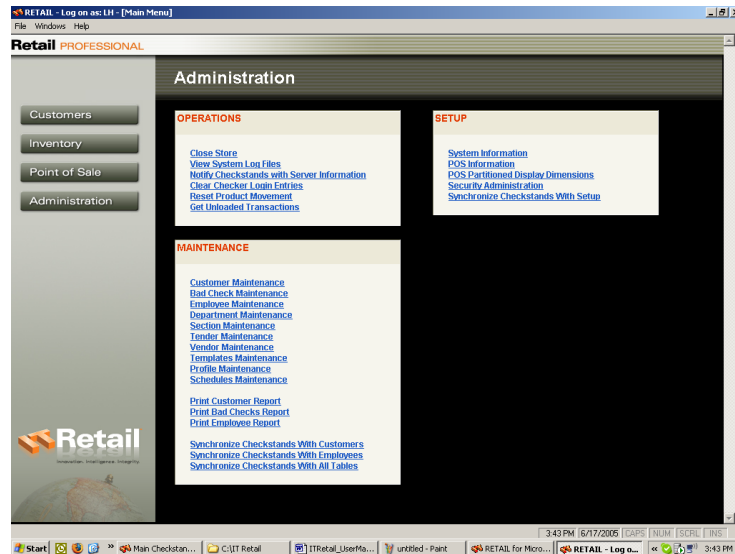 RETAIL - Log on as: LH - [Main Menu]
File Windows Help
Retail PROFESSIONAL
Administration
Customers
Inventory
Point of Sale
Administration
OPERATIONS
Close Store
View System Log Files
Notify Checkstands with Server Information
Clear Checker Login Entries
Reset Product Movement
Get Unloaded Transactions
SETUP
System Information
POS Information
POS Partitioned Display Dimensions
Security Administration
Synchronize Checkstands With Setup
MAINTENANCE
Customer Maintenance
Bad Check Maintenance
Employee Maintenance
Department Maintenance
Section Maintenance
Tender Maintenance
Vendor Maintenance
Templates Maintenance
Profile Maintenance
Schedules Maintenance
Print Customer Report
Print Bad Checks Report
Print Employee Report
Synchronize Checkstands With Customers
Synchronize Checkstands With Employees
Synchronize Checkstands With All Tables
Retail
Innovation. Intelligence. Integrity.
3:43 PM 6/17/2005 CAPS NUM SCRL INS
Start » Main Checkstan... C:\IT Retail ITRetail_UserMa... untitled - Paint RETAIL for Micro... RETAIL - Log o... « 3:43 PM